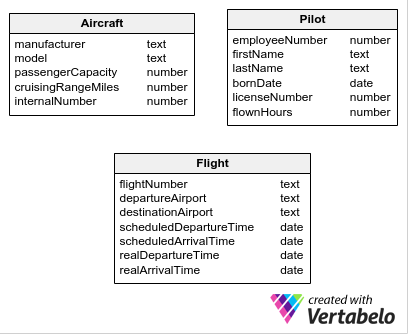 Aircraft
manufacturer text
model text
passengerCapacity number
cruisingRangeMiles number
internalNumber number
Pilot
employeeNumber number
firstName text
lastName text
bornDate date
licenseNumber number
flownHours number
Flight
flightNumber text
departureAirport text
destinationAirport text
scheduledDepartureTime date
scheduledArrivalTime date
realDepartureTime date
realArrivalTime date
created with
Vertabelo